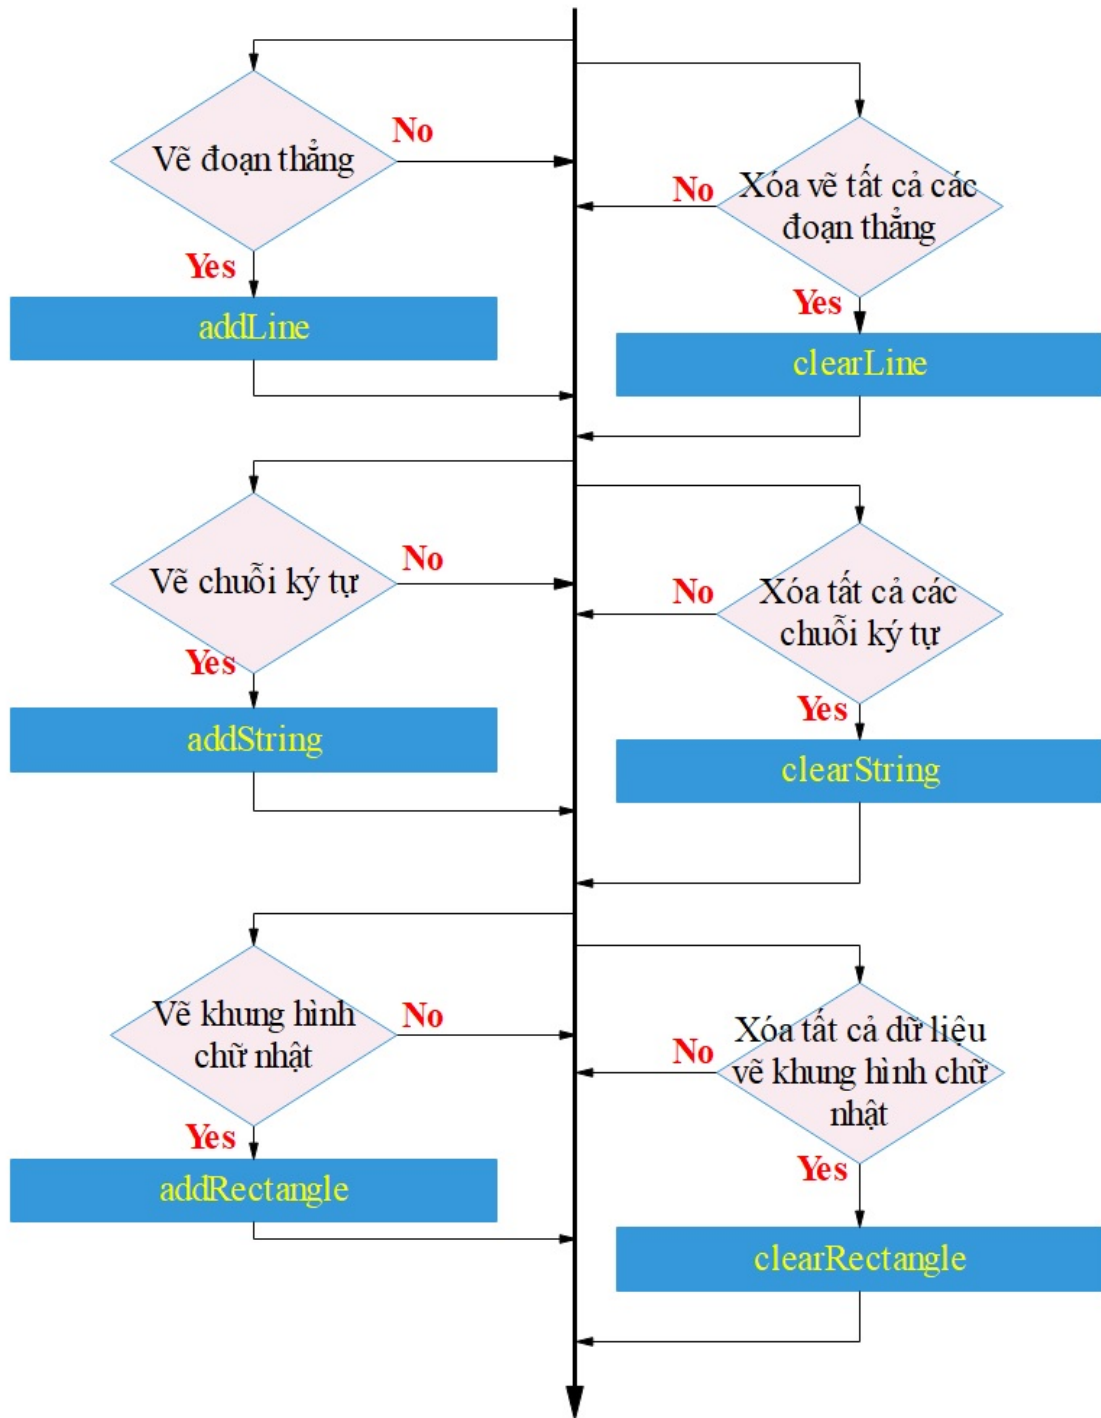 Vẽ đoạn thẳng
No
Yes
addLine
Xóa vẽ tất cả các
đoạn thẳng
No
Yes
clearLine
Vẽ chuỗi ký tự
No
Yes
addString
Xóa tất cả các
chuỗi ký tự
No
Yes
clearString
Vẽ khung hình
chữ nhật
No
Yes
addRectangle
Xóa tất cả dữ liệu
vẽ khung hình chữ
nhật
No
Yes
clearRectangle